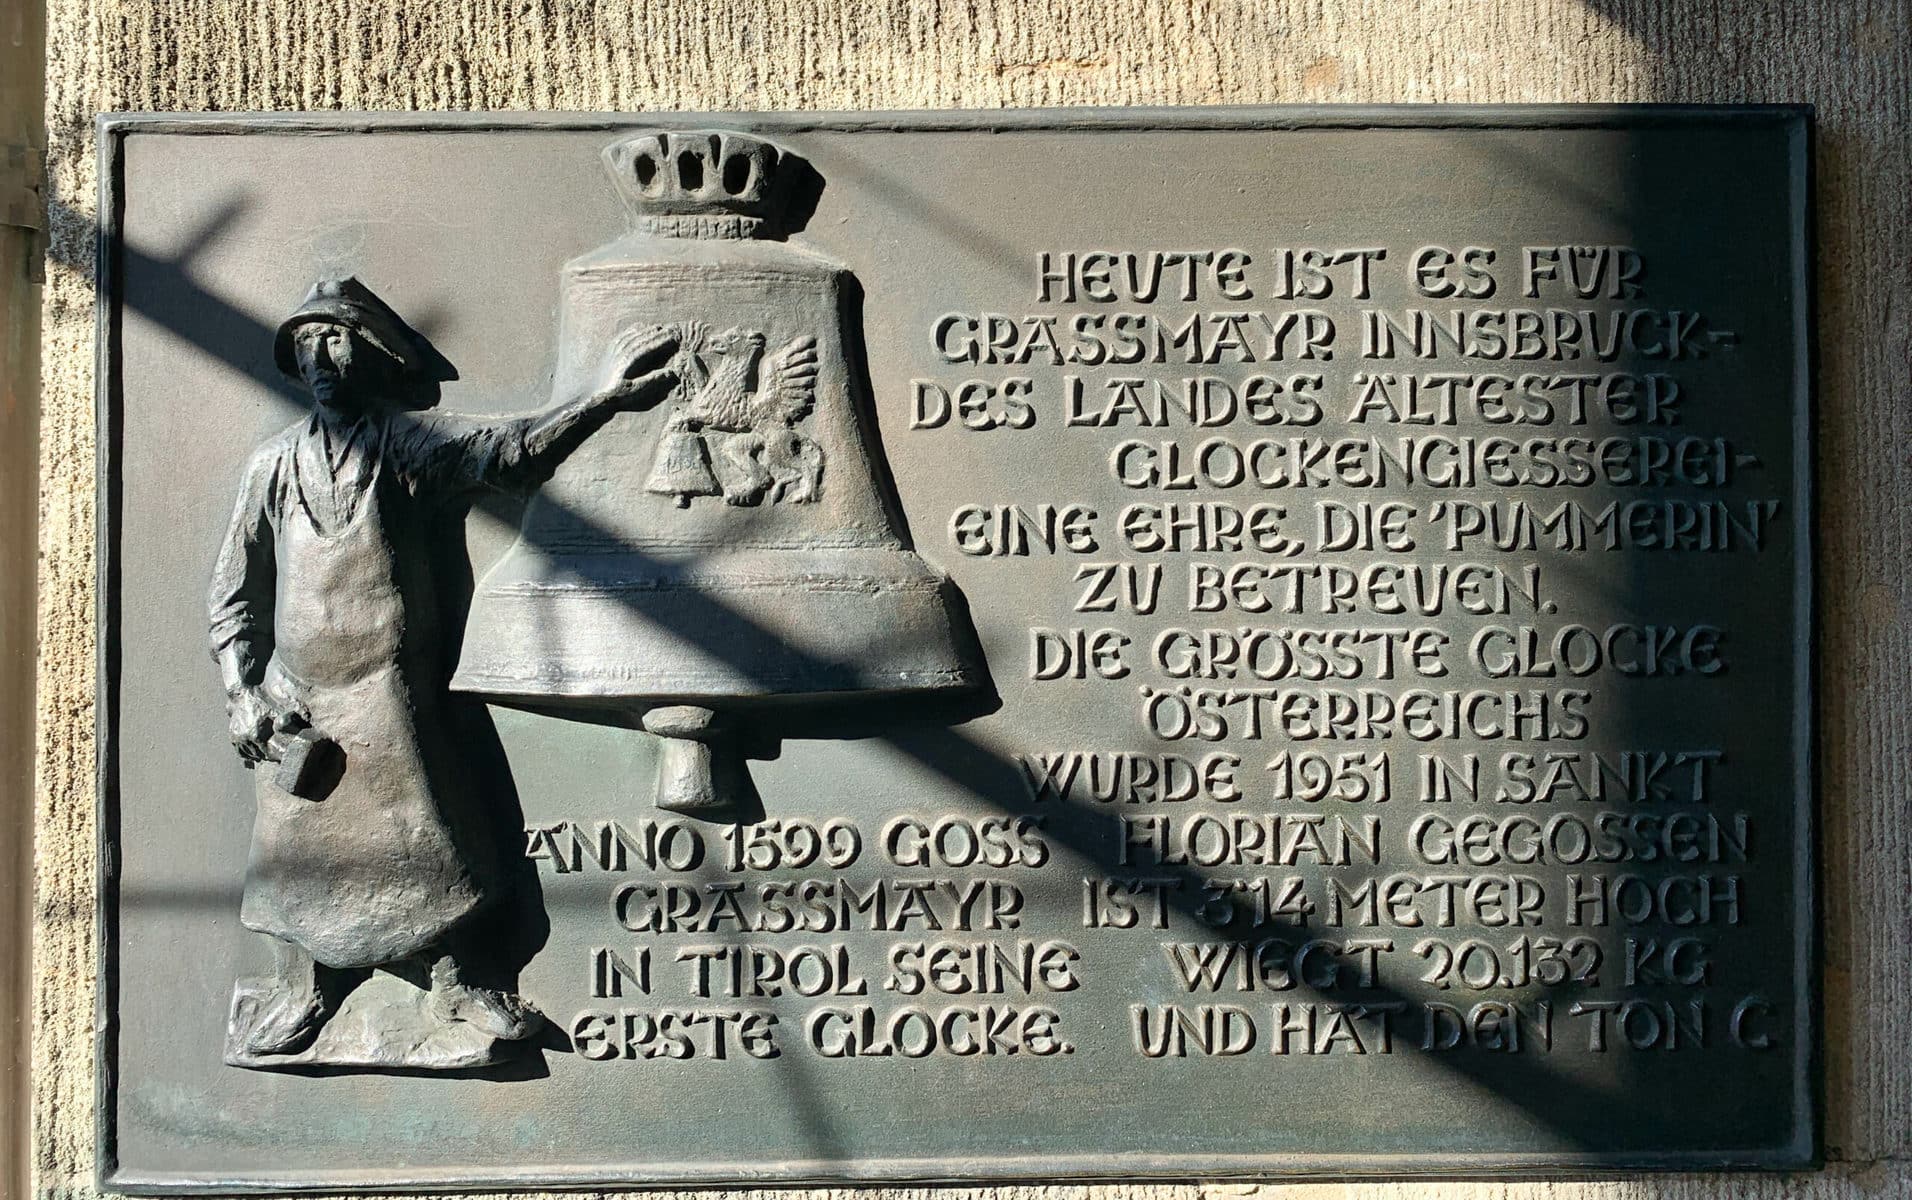 HEUTE IST ES FÜR
GRASSMAYR INNSBRUCK-
DES LANDES ÄLTESTER
GLOCKENGIESSEREI-
EINE EHRE, DIE 'PUMMERIN'
ZU BETREUEN.
DIE GRÖSSTE GLOCKE
ÖSTERREICHS
WURDE 1951 IN SANKT
FLORIAN GEGOSSEN
IST 3'14 METER HOCH
WIEGT 20.132 KG
UND HAT DEN TON C
ANNO 1599 GOSS
GRASSMAYR
IN TIROL SEINE
ERSTE GLOCKE.